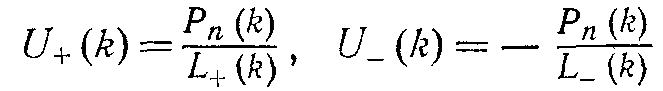 U₊(k) = Pₙ(k) / L₊(k), U₋(k) = − Pₙ(k) / L₋(k)